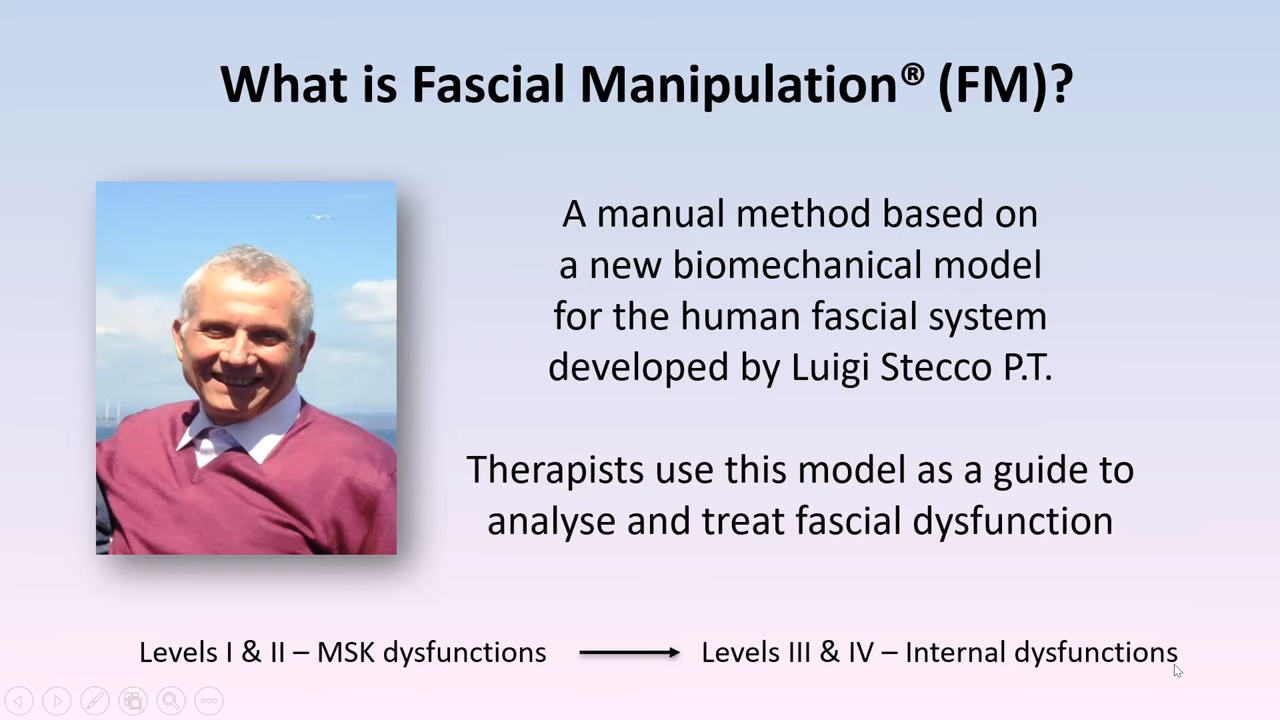 What is Fascial Manipulation® (FM)?
A manual method based on
a new biomechanical model
for the human fascial system
developed by Luigi Stecco P.T.
Therapists use this model as a guide to
analyse and treat fascial dysfunction
Levels I & II – MSK dysfunctions
Levels III & IV – Internal dysfunctions